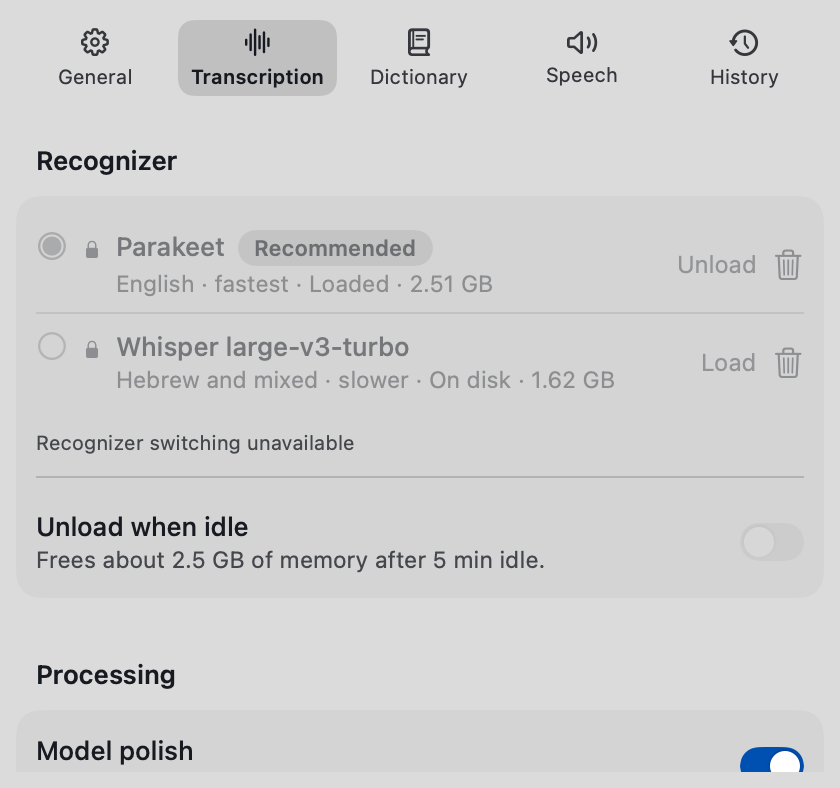 General
Transcription
Dictionary
Speech
History
Recognizer
Parakeet Recommended
English · fastest · Loaded · 2.51 GB
Unload
Whisper large-v3-turbo
Hebrew and mixed · slower · On disk · 1.62 GB
Load
Recognizer switching unavailable
Unload when idle
Frees about 2.5 GB of memory after 5 min idle.
Processing
Model polish